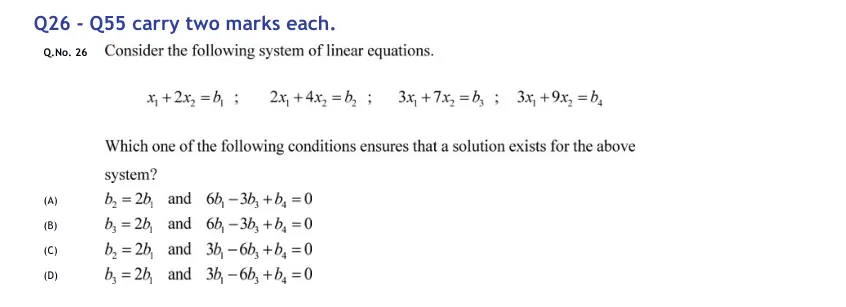 Q26 - Q55 carry two marks each.
Q.No. 26 Consider the following system of linear equations.
x₁ + 2x₂ = b₁ ; 2x₁ + 4x₂ = b₂ ; 3x₁ + 7x₂ = b₃ ; 3x₁ + 9x₂ = b₄
Which one of the following conditions ensures that a solution exists for the above
system?
(A) b₂ = 2b₁ and 6b₁ − 3b₃ + b₄ = 0
(B) b₃ = 2b₁ and 6b₁ − 3b₃ + b₄ = 0
(C) b₂ = 2b₁ and 3b₁ − 6b₃ + b₄ = 0
(D) b₃ = 2b₁ and 3b₁ − 6b₃ + b₄ = 0